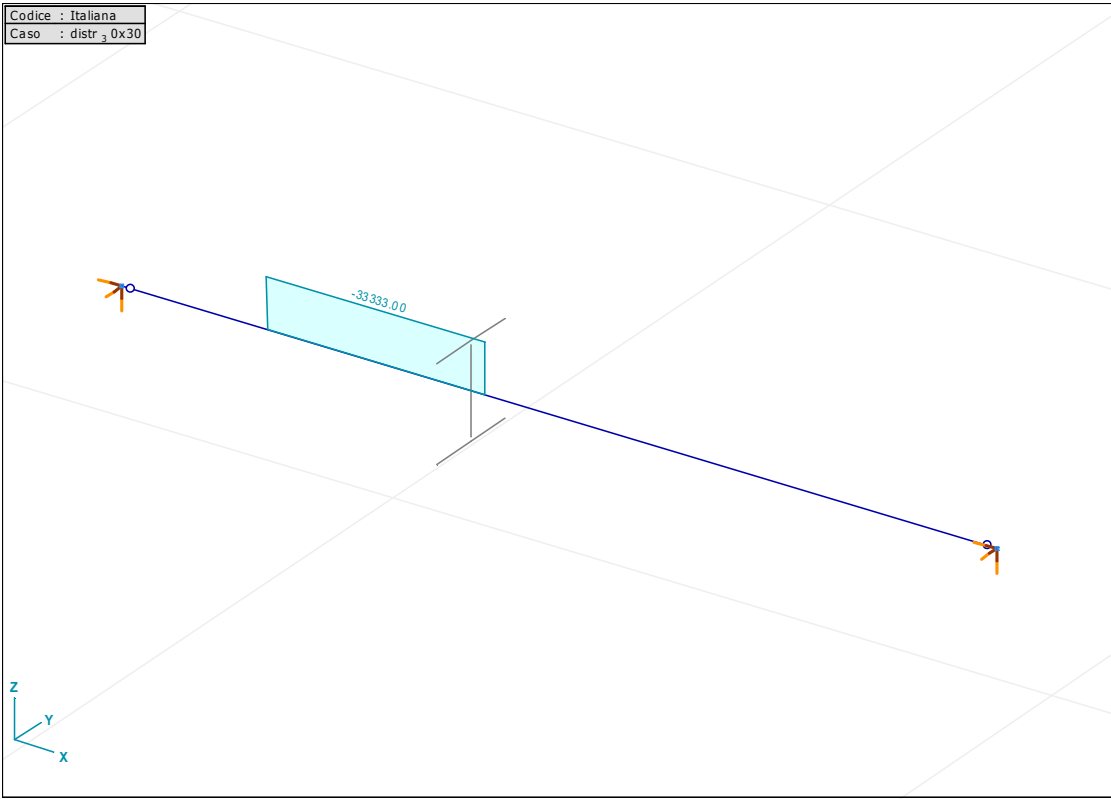 Codice : Italiana
Caso : distr 3 0x30
-33333.00
Z
Y
X